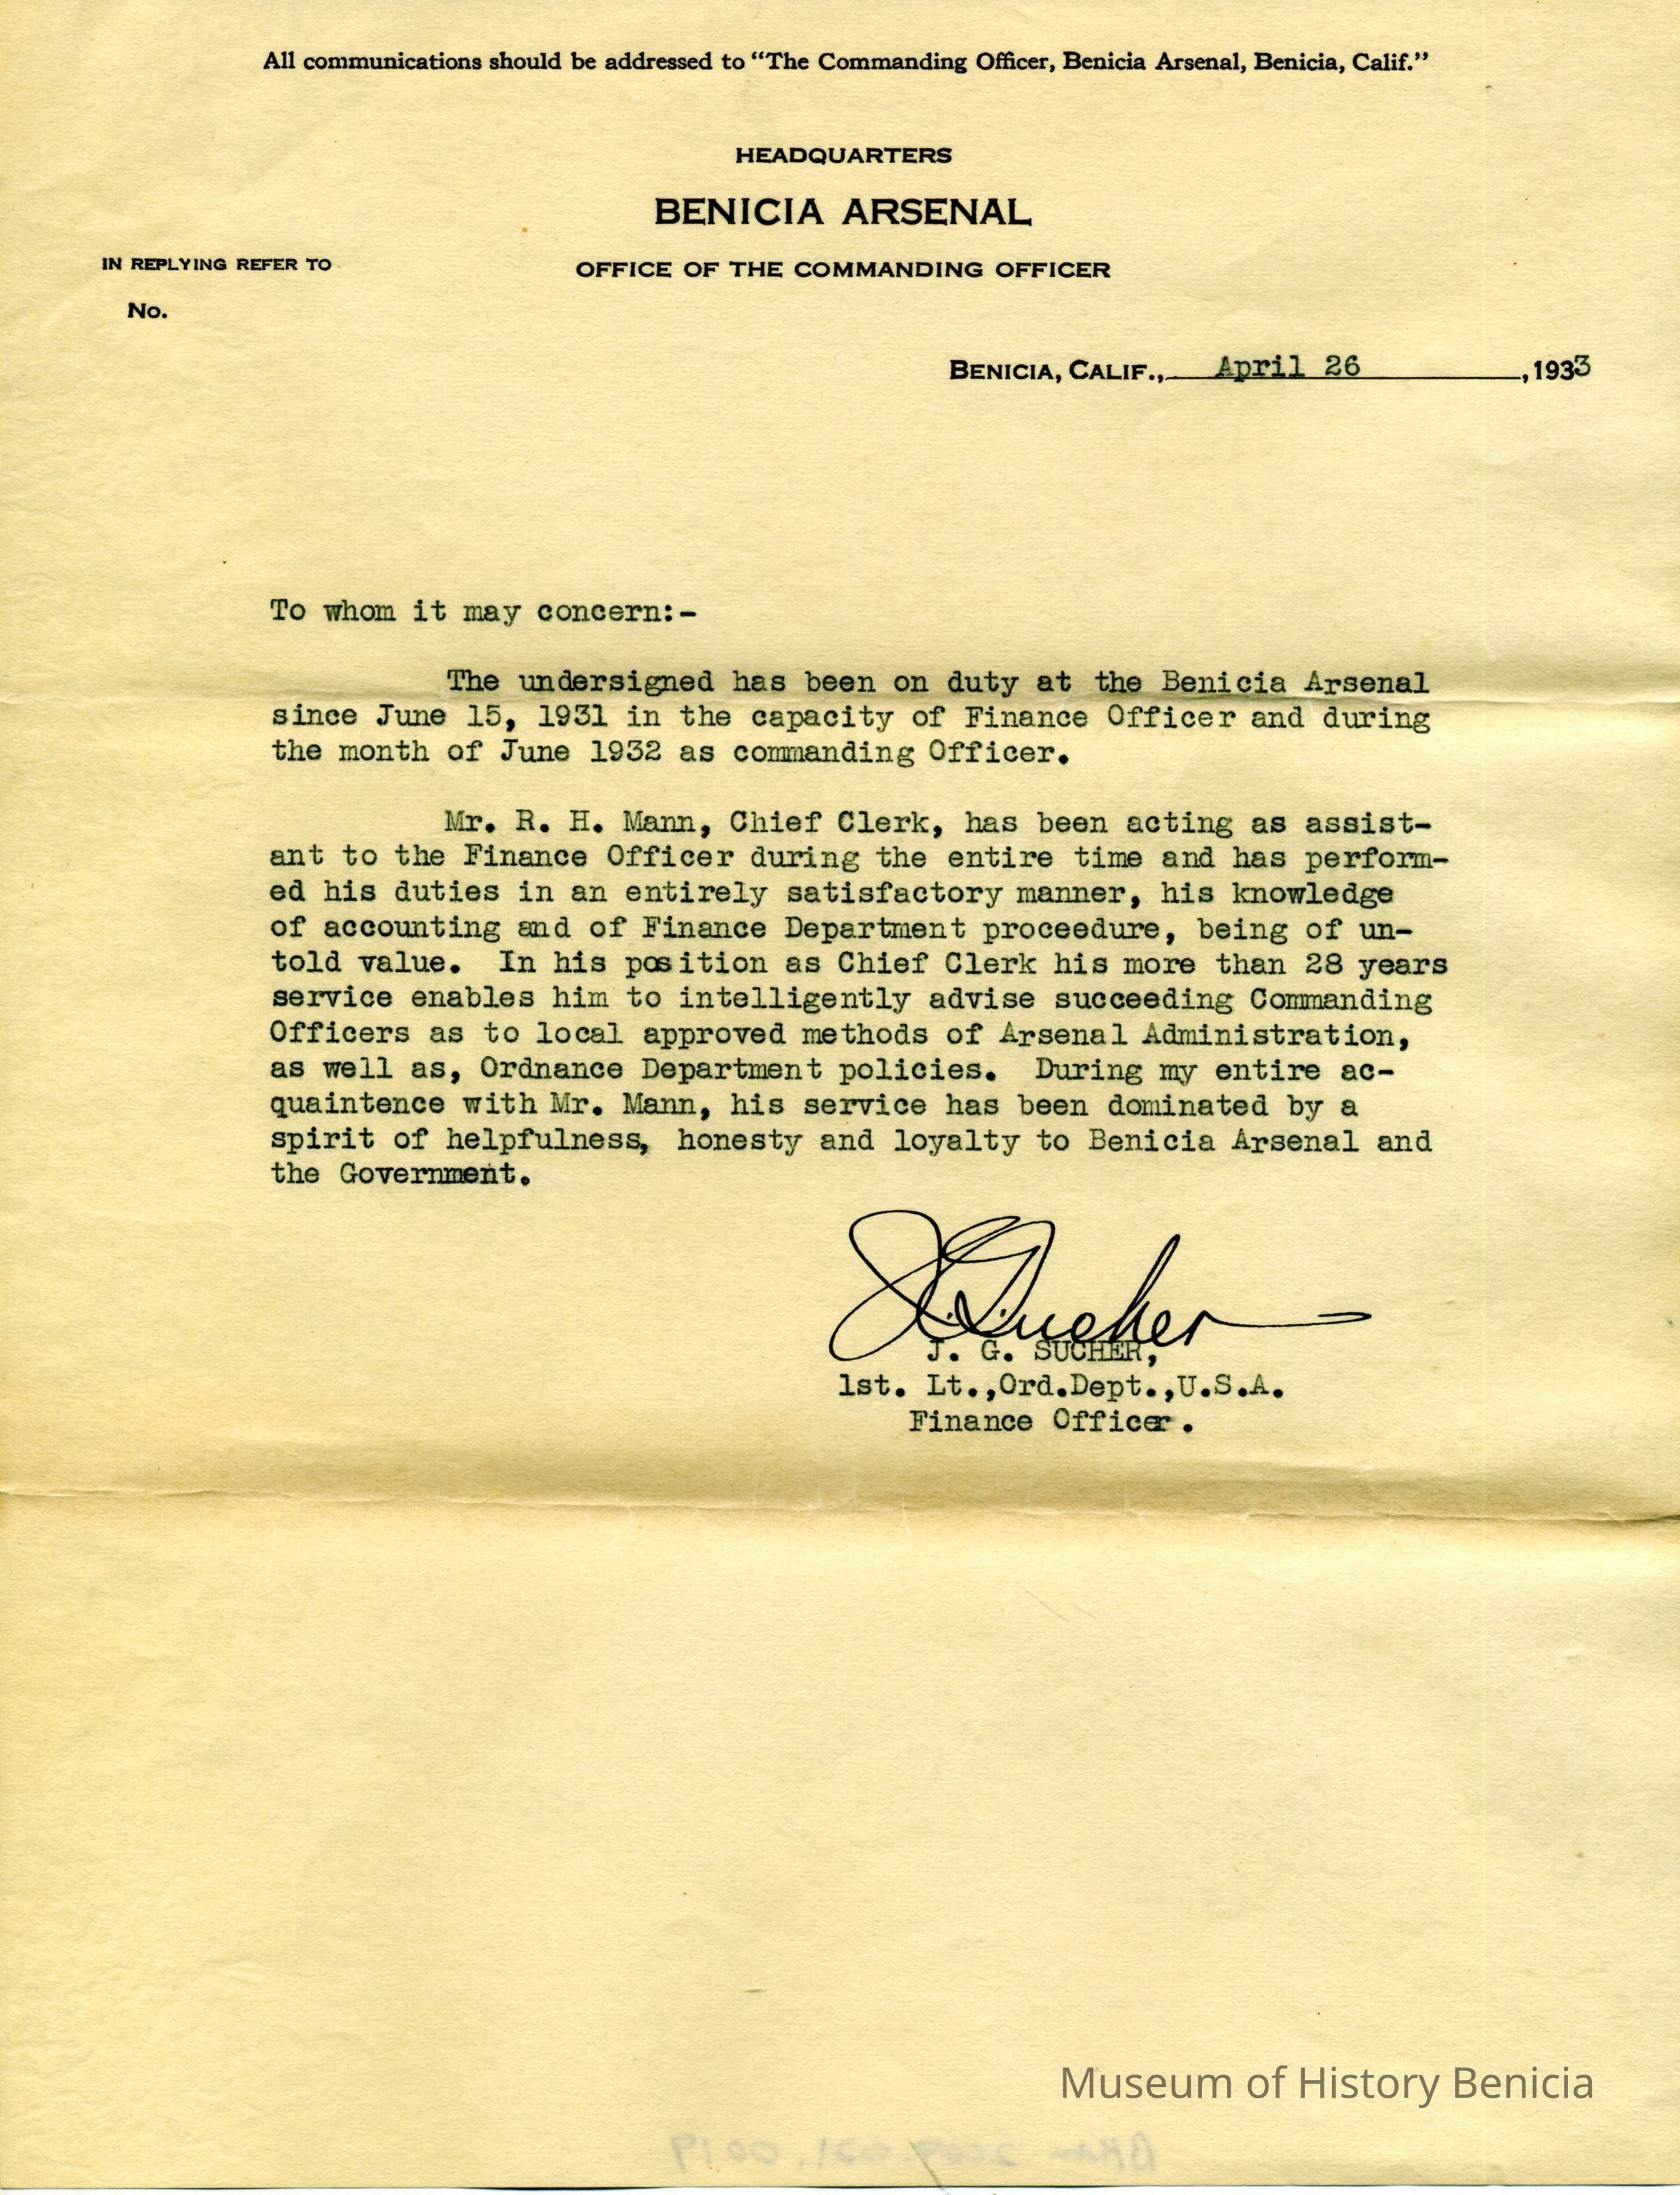 All communications should be addressed to “The Commanding Officer, Benicia Arsenal, Benicia, Calif.”
HEADQUARTERS
BENICIA ARSENAL
IN REPLYING REFER TO
OFFICE OF THE COMMANDING OFFICER
No.
BENICIA, CALIF., April 26, 1933
To whom it may concern:-
The undersigned has been on duty at the Benicia Arsenal
since June 15, 1931 in the capacity of Finance Officer and during
the month of June 1932 as commanding Officer.
Mr. R. H. Mann, Chief Clerk, has been acting as assist-
ant to the Finance Officer during the entire time and has perform-
ed his duties in an entirely satisfactory manner, his knowledge
of accounting and of Finance Department proceedure, being of un-
told value. In his position as Chief Clerk his more than 28 years
service enables him to intelligently advise succeeding Commanding
Officers as to local approved methods of Arsenal Administration,
as well as, Ordnance Department policies. During my entire ac-
quaintence with Mr. Mann, his service has been dominated by a
spirit of helpfulness, honesty and loyalty to Benicia Arsenal and
the Government.
J. G. Sucher
J. G. SUCHER,
1st. Lt.,Ord.Dept.,U.S.A.
Finance Officer.
Museum of History Benicia